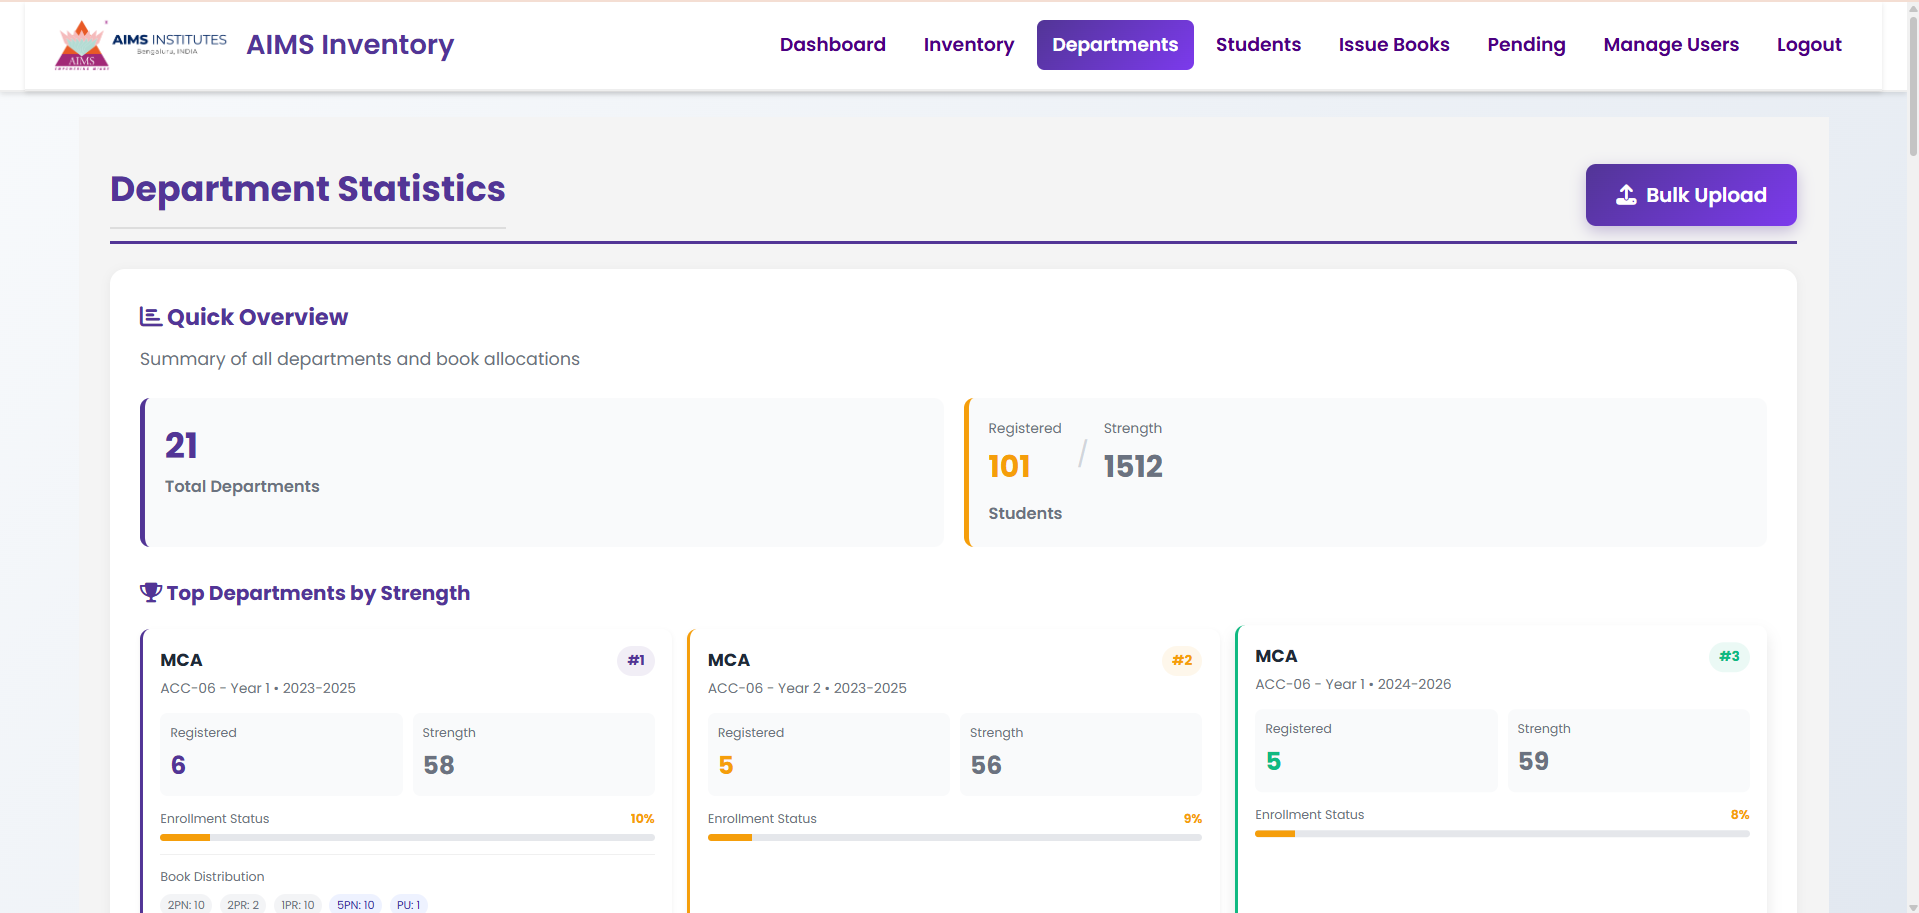 AIMS INSTITUTES
Bengaluru, INDIA
AIMS
AIMS Inventory
Dashboard
Inventory
Departments
Students
Issue Books
Pending
Manage Users
Logout
Department Statistics
Bulk Upload
Quick Overview
Summary of all departments and book allocations
21
Total Departments
Registered
101
/
Strength
1512
Students
Top Departments by Strength
MCA
#1
ACC-06 - Year 1 • 2023-2025
Registered
6
Strength
58
Enrollment Status
10%
Book Distribution
2PN: 10
2PR: 2
1PR: 10
5PN: 10
PU: 1
MCA
#2
ACC-06 - Year 2 • 2023-2025
Registered
5
Strength
56
Enrollment Status
9%
MCA
#3
ACC-06 - Year 1 • 2024-2026
Registered
5
Strength
59
Enrollment Status
8%